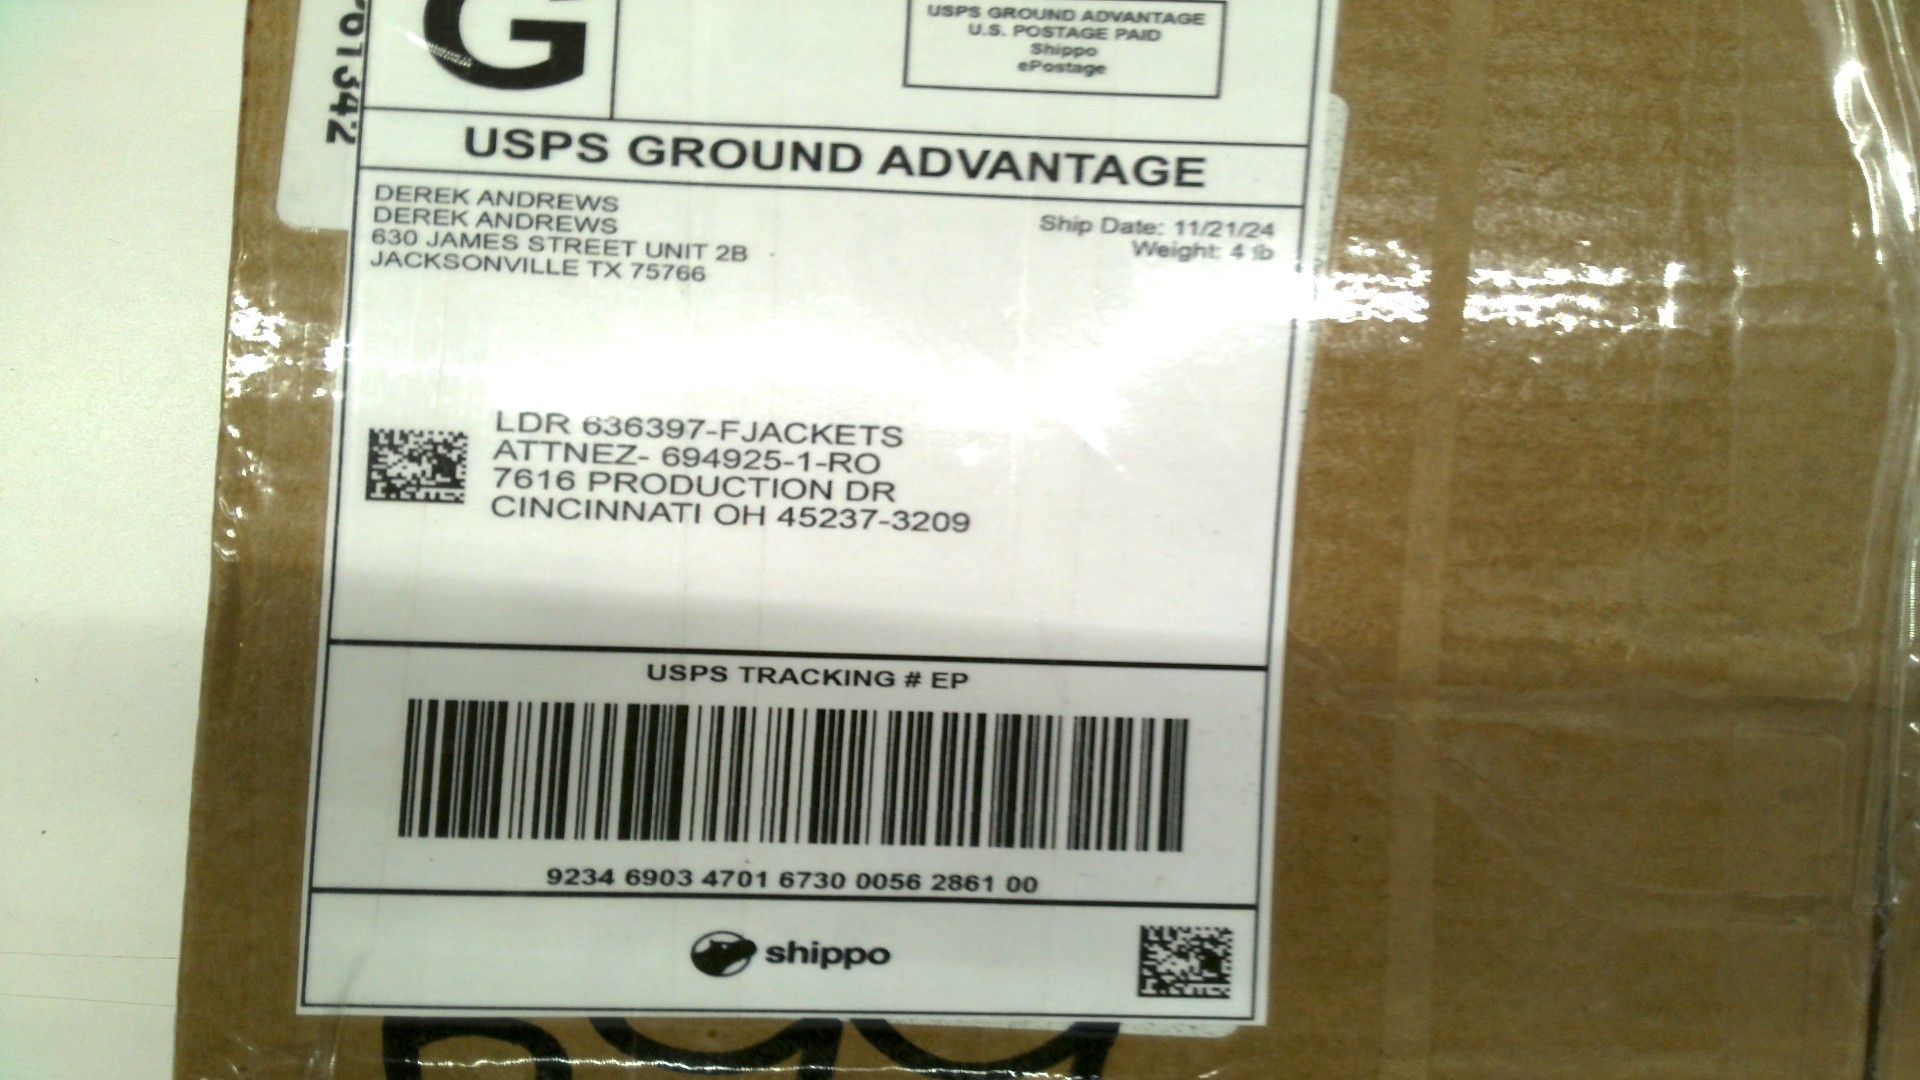 G
USPS GROUND ADVANTAGE
U.S. POSTAGE PAID
Shippo
ePostage
USPS GROUND ADVANTAGE
DEREK ANDREWS
DEREK ANDREWS
630 JAMES STREET UNIT 2B
JACKSONVILLE TX 75766
Ship Date: 11/21/24
Weight: 4 lb
LDR 636397-FJACKETS
ATTNEZ- 694925-1-RO
7616 PRODUCTION DR
CINCINNATI OH 45237-3209
USPS TRACKING # EP
9234 6903 4701 6730 0056 2861 00
shippo